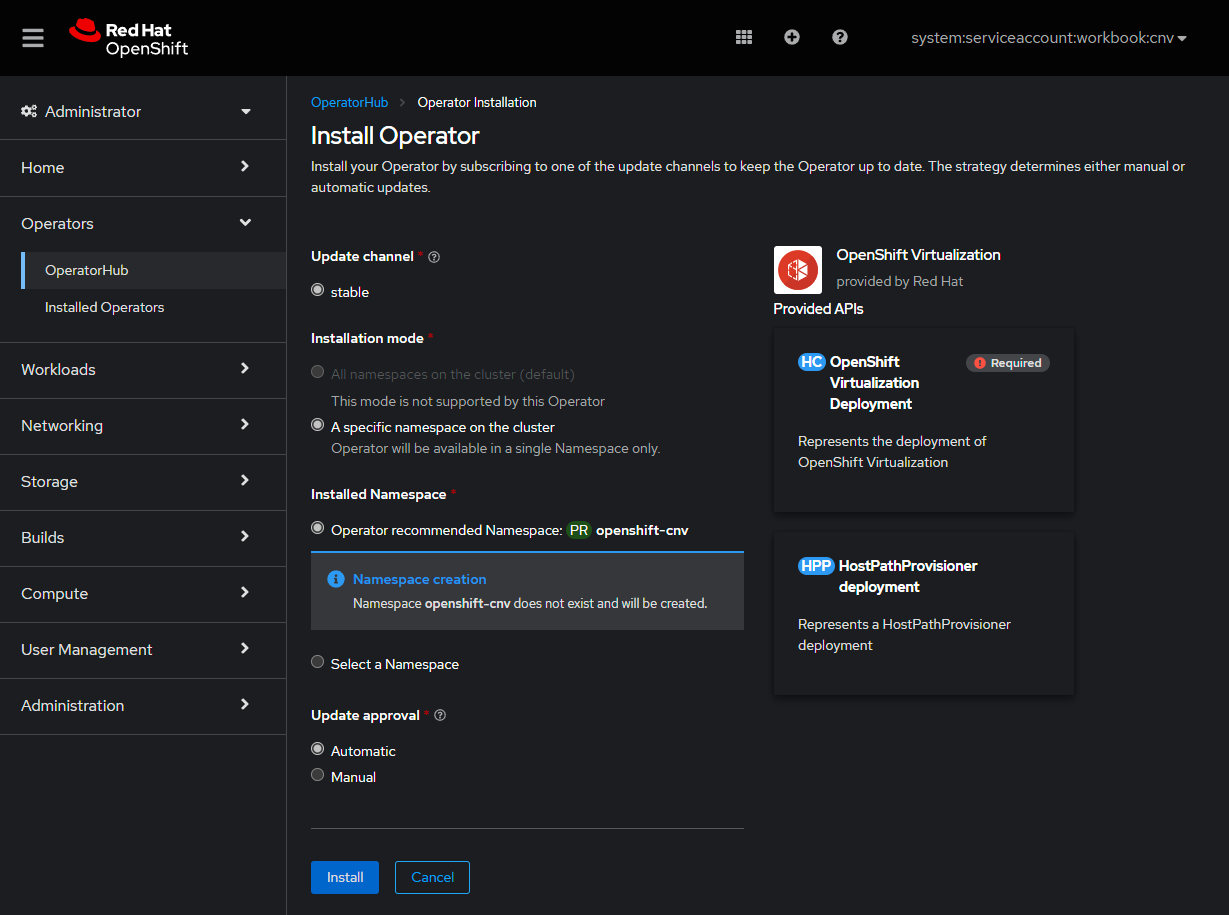 Red Hat
OpenShift
system:serviceaccount:workbook:cnv
Administrator
Home
Operators
OperatorHub
Installed Operators
Workloads
Networking
Storage
Builds
Compute
User Management
Administration
OperatorHub > Operator Installation
Install Operator
Install your Operator by subscribing to one of the update channels to keep the Operator up to date. The strategy determines either manual or
automatic updates.
Update channel *
stable
Installation mode *
All namespaces on the cluster (default)
This mode is not supported by this Operator
A specific namespace on the cluster
Operator will be available in a single Namespace only.
Installed Namespace *
Operator recommended Namespace: PR openshift-cnv
Namespace creation
Namespace openshift-cnv does not exist and will be created.
Select a Namespace
Update approval *
Automatic
Manual
Install
Cancel
OpenShift Virtualization
provided by Red Hat
Provided APIs
HC OpenShift
Virtualization
Deployment
Required
Represents the deployment of
OpenShift Virtualization
HPP HostPathProvisioner
deployment
Represents a HostPathProvisioner
deployment